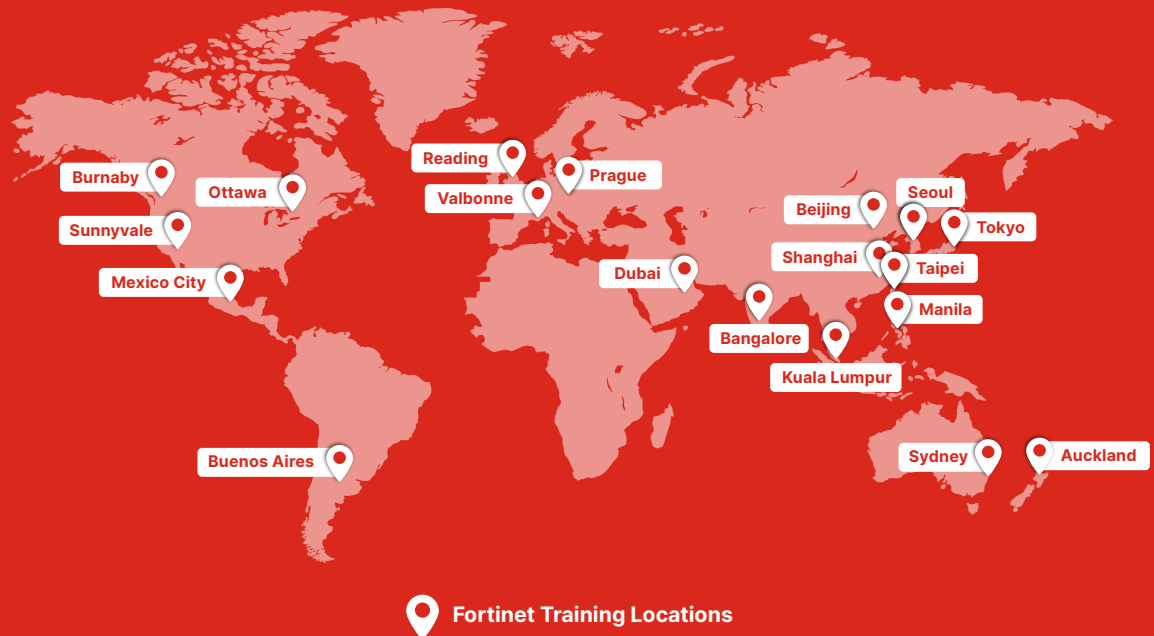 Reading
Prague
Burnaby
Ottawa
Valbonne
Seoul
Beijing
Sunnyvale
Tokyo
Shanghai
Taipei
Dubai
Mexico City
Manila
Bangalore
Kuala Lumpur
Buenos Aires
Sydney
Auckland
Fortinet Training Locations